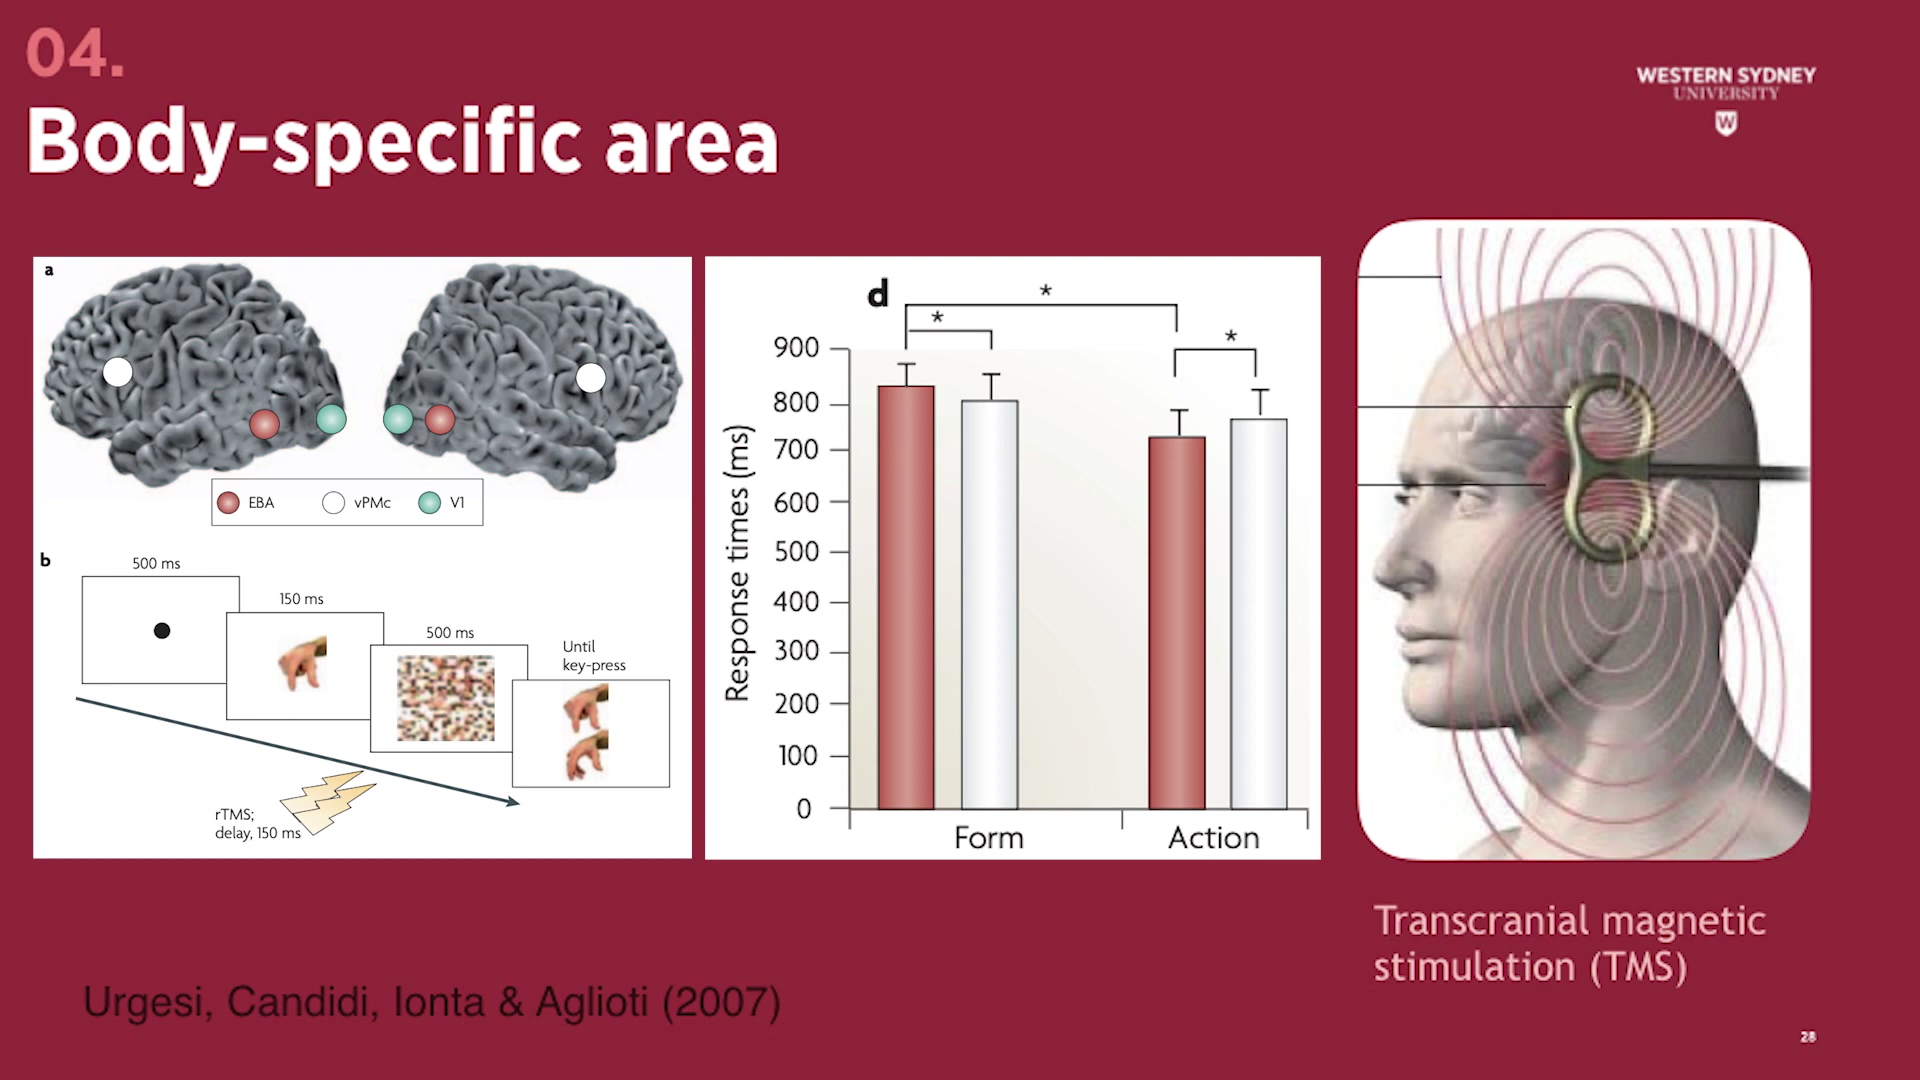 04.
Body-specific area
WESTERN SYDNEY
UNIVERSITY
W
a
EBA
vPMc
V1
b
500 ms
150 ms
500 ms
Until
key-press
rTMS;
delay, 150 ms
d
*
*
*
Response times (ms)
900
800
700
600
500
400
300
200
100
0
Form
Action
Transcranial magnetic
stimulation (TMS)
Urgesi, Candidi, Ionta & Aglioti (2007)
28